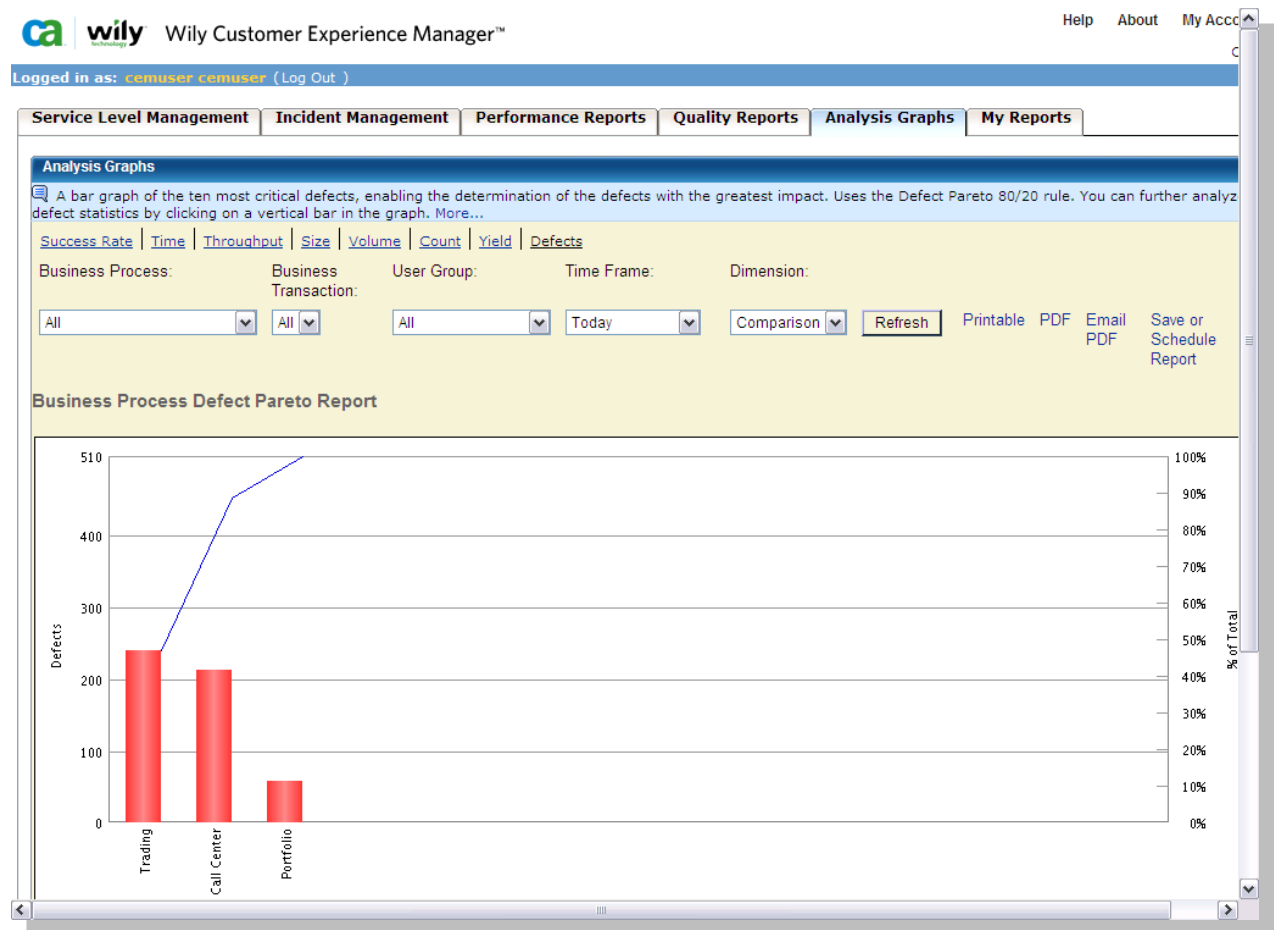 Help About My Acco
ca wily technology Wily Customer Experience Manager™
Logged in as: cemuser cemuser (Log Out )
Service Level Management Incident Management Performance Reports Quality Reports Analysis Graphs My Reports
Analysis Graphs
A bar graph of the ten most critical defects, enabling the determination of the defects with the greatest impact. Uses the Defect Pareto 80/20 rule. You can further analyz
defect statistics by clicking on a vertical bar in the graph. More...
Success Rate Time Throughput Size Volume Count Yield Defects
Business Process: Business Transaction: User Group: Time Frame: Dimension:
All All All Today Comparison Refresh Printable PDF Email PDF Save or Schedule Report
Business Process Defect Pareto Report
510
400
300
200
100
0
Defects
100%
90%
80%
70%
60%
50%
40%
30%
20%
10%
0%
% of Total
Trading
Call Center
Portfolio